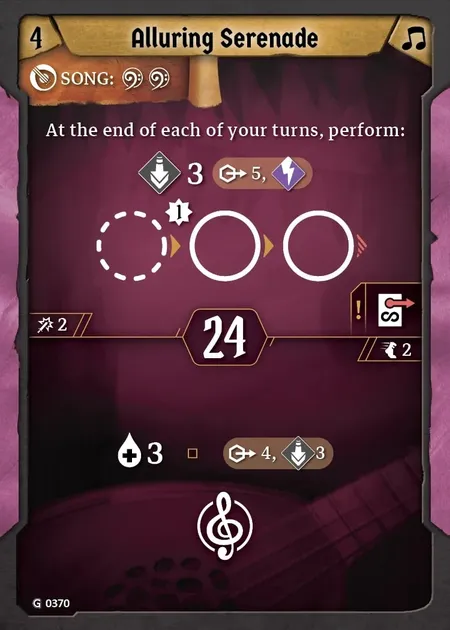 4 Alluring Serenade
SONG:
At the end of each of your turns, perform:
3 5,
1
!
2
24
2
3 4, 3
G 0370